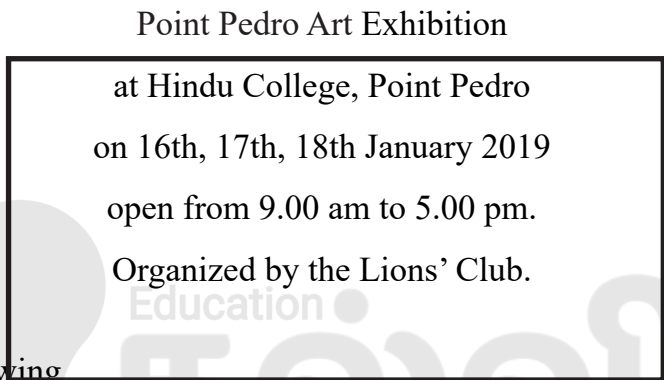 Point Pedro Art Exhibition
at Hindu College, Point Pedro
on 16th, 17th, 18th January 2019
open from 9.00 am to 5.00 pm.
Organized by the Lions’ Club.
Education